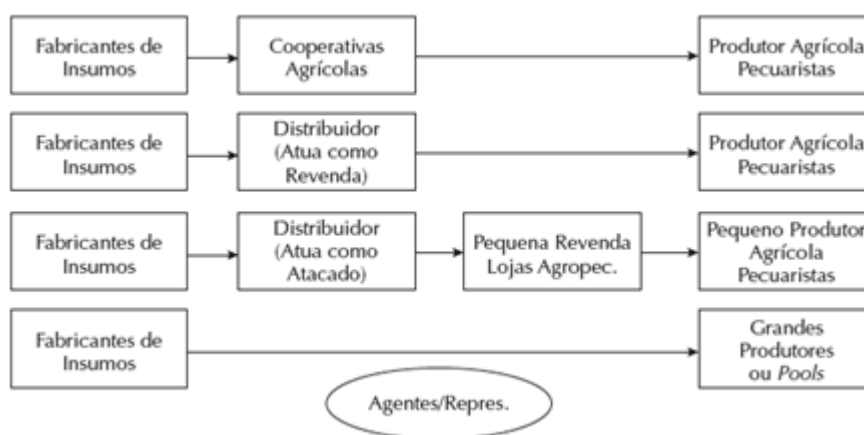 Fabricantes de
Insumos
Cooperativas
Agrícolas
Produtor Agrícola
Pecuaristas
Fabricantes de
Insumos
Distribuidor
(Atua como
Revenda)
Produtor Agrícola
Pecuaristas
Fabricantes de
Insumos
Distribuidor
(Atua como
Atacado)
Pequena Revenda
Lojas Agropec.
Pequeno Produtor
Agrícola
Pecuaristas
Fabricantes de
Insumos
Grandes
Produtores
ou Pools
Agentes/Repres.